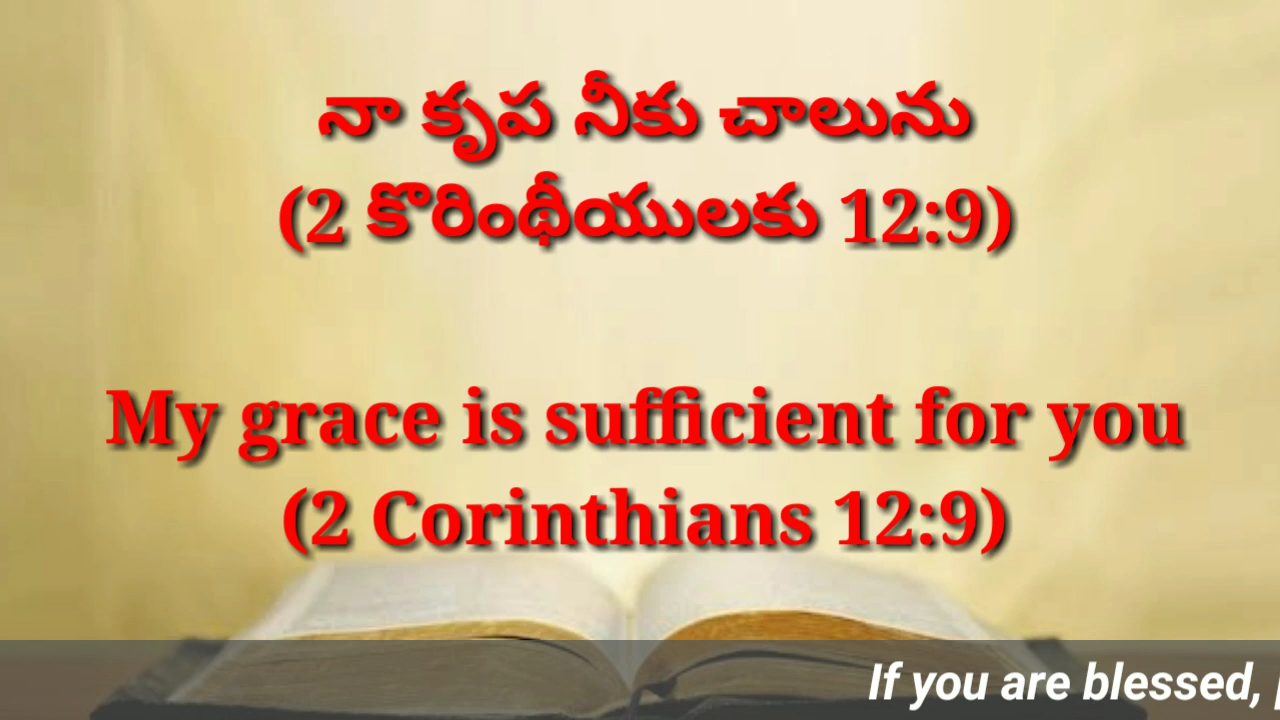 నా కృప నీకు చాలును
(2 కొరింథీయులకు 12:9)
My grace is sufficient for you
(2 Corinthians 12:9)
If you are blessed,